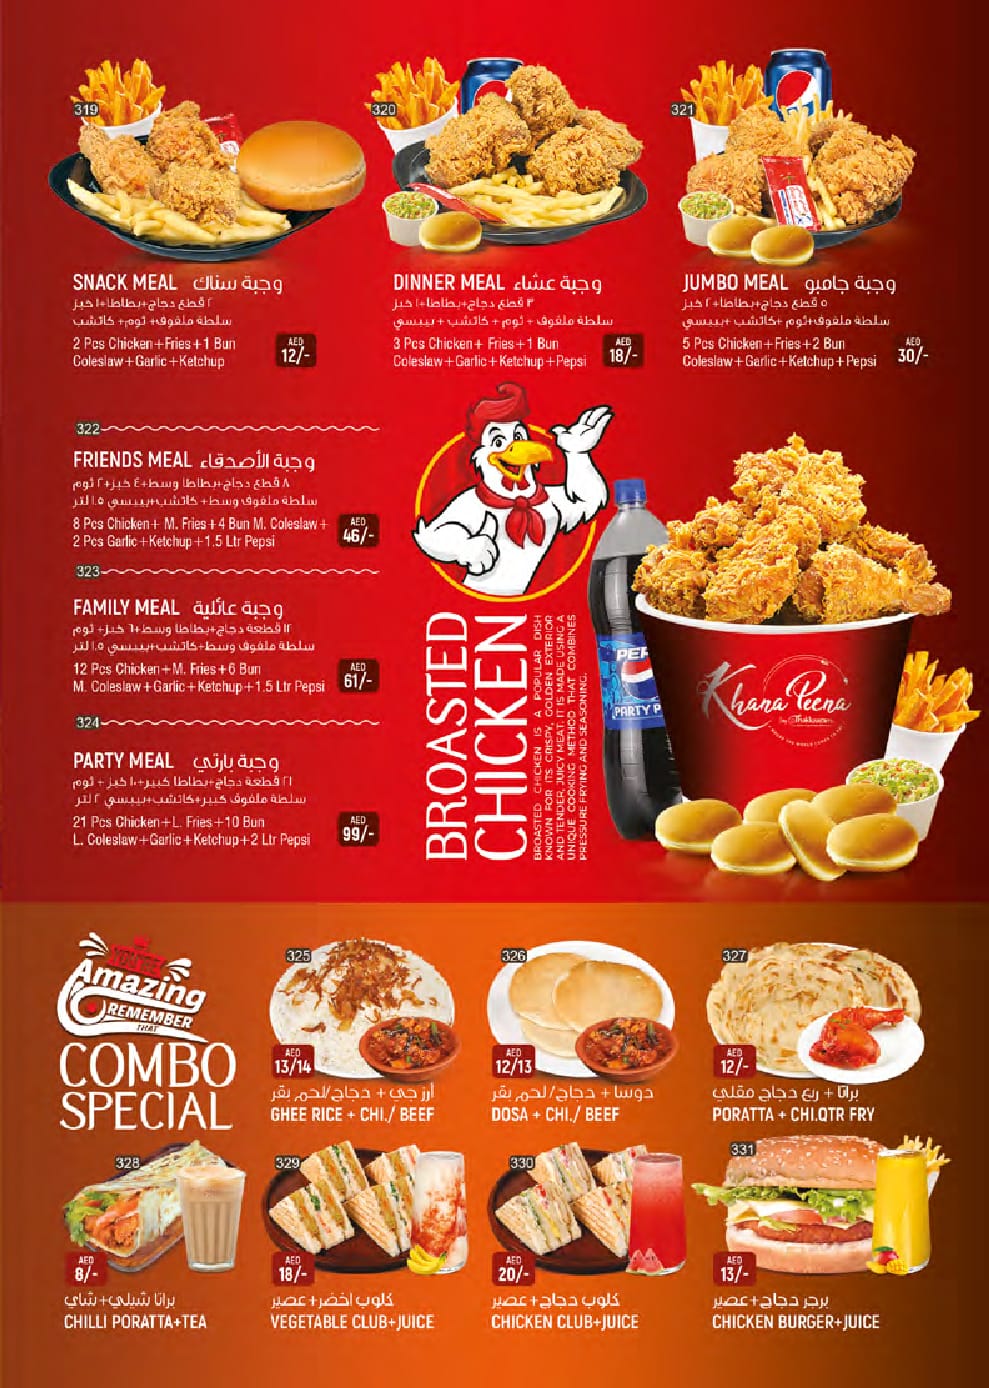 319
SNACK MEAL وجبة سناك
٢ قطع دجاج+بطاطا+١ خبز
سلطة ملفوف+ ثوم+ كاتشب
2 Pcs Chicken+Fries+1 Bun
Coleslaw+Garlic+Ketchup
AED
12/-
320
DINNER MEAL وجبة عشاء
٣ قطع دجاج+بطاطا+١ خبز
سلطة ملفوف + ثوم+ كاتشب +بيبسي
3 Pcs Chicken+ Fries+1 Bun
Coleslaw+Garlic+Ketchup+Pepsi
AED
18/-
321
JUMBO MEAL وجبة جامبو
٥ قطع دجاج+بطاطا+٢ خبز
سلطة ملفوف+ثوم +كاتشب+بيبسي
5 Pcs Chicken+Fries+2 Bun
Coleslaw+Garlic+Ketchup+Pepsi
AED
30/-
322
FRIENDS MEAL وجبة الأصدقاء
٨ قطع دجاج+بطاطا وسط+٤ خبز+٢ ثوم
سلطة ملفوف وسط+كاتشب+بيبسي ١.٥ لتر
8 Pcs Chicken+ M. Fries+4 Bun M. Coleslaw+
2 Pcs Garlic+Ketchup+1.5 Ltr Pepsi
AED
46/-
323
FAMILY MEAL وجبة عائلية
١٢ قطعة دجاج+بطاطا وسط+٦ خبز+ ثوم
سلطة ملفوف وسط+كاتشب+بيبسي ١.٥ لتر
12 Pcs Chicken+M. Fries+6 Bun
M. Coleslaw+Garlic+Ketchup+1.5 Ltr Pepsi
AED
61/-
324
PARTY MEAL وجبة بارتي
٢١ قطعة دجاج+بطاطا كبير+١٠ خبز + ثوم
سلطة ملفوف كبير+كاتشب+بيبسي ٢ لتر
21 Pcs Chicken+L. Fries+10 Bun
L. Coleslaw+Garlic+Ketchup+2 Ltr Pepsi
AED
99/-
BROASTED
CHICKEN
BROASTED CHICKEN IS A POPULAR DISH
KNOWN FOR ITS CRISPY, GOLDEN EXTERIOR
AND TENDER, JUICY MEAT. IT IS MADE USING A
UNIQUE COOKING METHOD THAT COMBINES
PRESSURE FRYING AND SEASONING.
PEP
PARTY P
Khana Peena
Amazing
REMEMBER
THAT
COMBO
SPECIAL
325
AED
13/14
أرز جي + دجاج/لحم بقر
GHEE RICE + CHI./ BEEF
326
AED
12/13
دوسا + دجاج/لحم بقر
DOSA + CHI./ BEEF
327
AED
12/-
براتا + ربع دجاج مقلي
PORATTA + CHI.QTR FRY
328
AED
8/-
براتا شيلي+شاي
CHILLI PORATTA+TEA
329
AED
18/-
كلوب اخضر+عصير
VEGETABLE CLUB+JUICE
330
AED
20/-
كلوب دجاج+عصير
CHICKEN CLUB+JUICE
331
AED
13/-
برجر دجاج+عصير
CHICKEN BURGER+JUICE